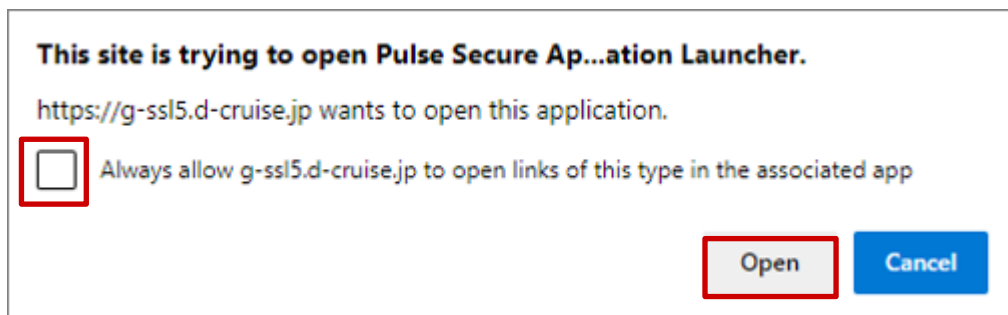 This site is trying to open Pulse Secure Ap...ation Launcher.
https://g-ssl5.d-cruise.jp wants to open this application.
Always allow g-ssl5.d-cruise.jp to open links of this type in the associated app
Open Cancel